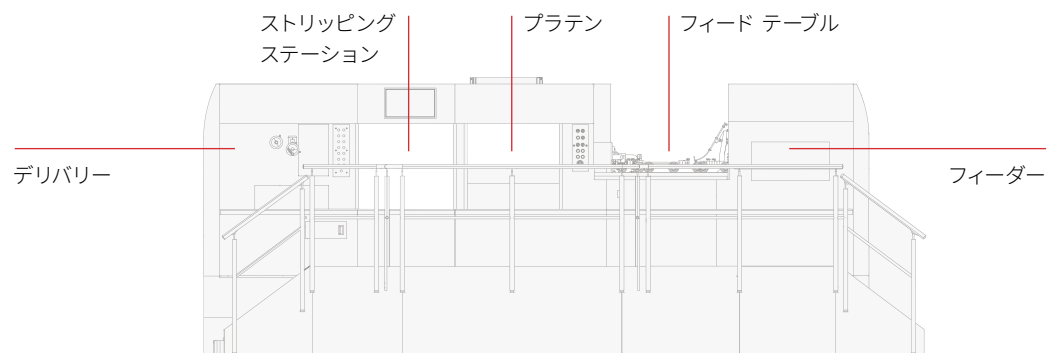 ストリッピング
ステーション
プラテン
フィード テーブル
デリバリー
フィーダー